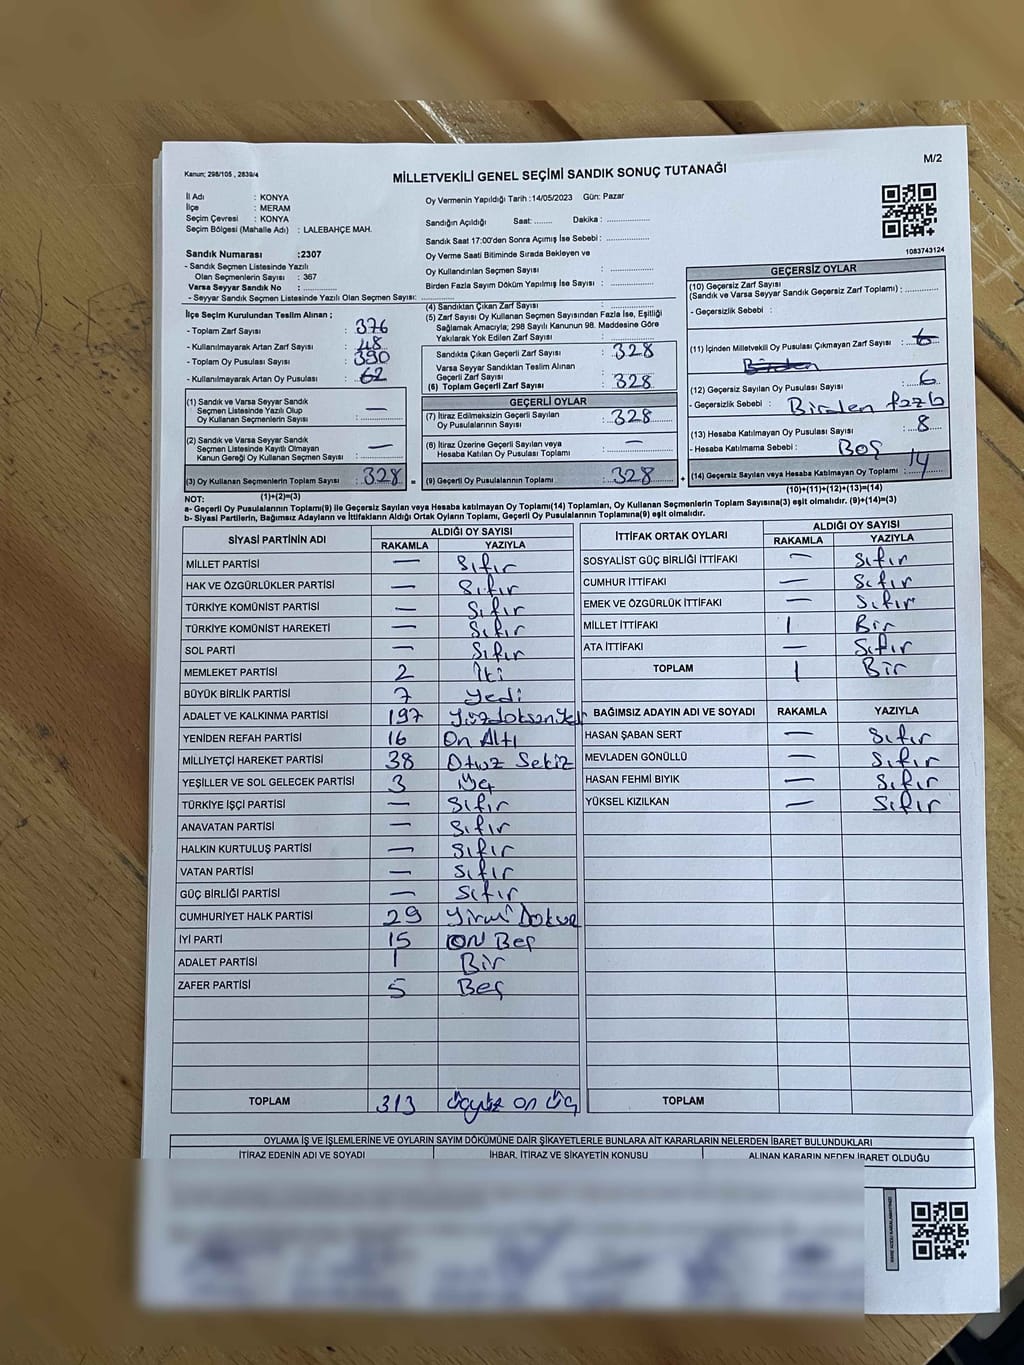 Kanun; 298/105 , 2839/4
M/2
MİLLETVEKİLİ GENEL SEÇİMİ SANDIK SONUÇ TUTANAĞI
İl Adı : KONYA
İlçe : MERAM
Seçim Çevresi : KONYA
Seçim Bölgesi (Mahalle Adı) : LALEBAHÇE MAH.
Sandık Numarası :2307
- Sandık Seçmen Listesinde Yazılı
Olan Seçmenlerin Sayısı : 367
Varsa Seyyar Sandık No : ..............
- Seyyar Sandık Seçmen Listesinde Yazılı Olan Seçmen Sayısı: ..............
Oy Vermenin Yapıldığı Tarih :14/05/2023 Gün: Pazar
Sandığın Açıldığı Saat: ....... Dakika : ..............
Sandık Saat 17:00'den Sonra Açımış İse Sebebi : ..............
Oy Verme Saati Bitiminde Sırada Bekleyen ve
Oy Kullandırılan Seçmen Sayısı : ..............
Birden Fazla Sayım Döküm Yapılmış İse Sayısı : ..............
1083743124
İlçe Seçim Kurulundan Teslim Alınan ;
- Toplam Zarf Sayısı : 376
- Kullanılmayarak Artan Zarf Sayısı : 48
- Toplam Oy Pusulası Sayısı : 390
- Kullanılmayarak Artan Oy Pusulası : 62
(1) Sandık ve Varsa Seyyar Sandık
Seçmen Listesinde Yazılı Olup
Oy Kullanan Seçmenlerin Sayısı : —
(2) Sandık ve Varsa Seyyar Sandık
Seçmen Listesinde Kayıtlı Olmayan
Kanun Gereği Oy Kullanan Seçmen Sayısı : —
(3) Oy Kullanan Seçmenlerin Toplam Sayısı : 328
(1)+(2)=(3)
(4) Sandıktan Çıkan Zarf Sayısı : ..............
(5) Zarf Sayısı Oy Kullanan Seçmen Sayısından Fazla İse, Eşitliği
Sağlamak Amacıyla; 298 Sayılı Kanunun 98. Maddesine Göre
Yakılarak Yok Edilen Zarf Sayısı : ..............
Sandıkta Çıkan Geçerli Zarf Sayısı : 328
Varsa Seyyar Sandıktan Teslim Alınan
Geçerli Zarf Sayısı
(6) Toplam Geçerli Zarf Sayısı : 328
GEÇERLİ OYLAR
(7) İtiraz Edilmeksizin Geçerli Sayılan
Oy Pusulalarının Sayısı : 328
(8) İtiraz Üzerine Geçerli Sayılan veya
Hesaba Katılan Oy Pusulası Toplamı : —
= (9) Geçerli Oy Pusulalarının Toplamı : 328 +
GEÇERSİZ OYLAR
(10) Geçersiz Zarf Sayısı
(Sandık ve Varsa Seyyar Sandık Geçersiz Zarf Toplamı) : ..............
- Geçersizlik Sebebi :
(11) İçinden Milletvekili Oy Pusulası Çıkmayan Zarf Sayısı : 6
(12) Geçersiz Sayılan Oy Pusulası Sayısı : 6
- Geçersizlik Sebebi : Birden fazla
(13) Hesaba Katılmayan Oy Pusulası Sayısı : 8
- Hesaba Katılmama Sebebi : Boş
(14) Geçersiz Sayılan veya Hesaba Katılmayan Oy Toplamı : 14
(10)+(11)+(12)+(13)=(14)
NOT:
a- Geçerli Oy Pusulalarının Toplamı(9) ile Geçersiz Sayılan veya Hesaba katılmayan Oy Toplamı(14) Toplamları, Oy Kullanan Seçmenlerin Toplam Sayısına(3) eşit olmalıdır. (9)+(14)=(3)
b- Siyasi Partilerin, Bağımsız Adayların ve İttifakların Aldığı Ortak Oyların Toplamı, Geçerli Oy Pusulalarının Toplamına(9) eşit olmalıdır.
SİYASİ PARTİNİN ADI ALDIĞI OY SAYISI
RAKAMLA YAZIYLA
MİLLET PARTİSİ — Sıfır
HAK VE ÖZGÜRLÜKLER PARTİSİ — Sıfır
TÜRKİYE KOMÜNİST PARTİSİ — Sıfır
TÜRKİYE KOMÜNİST HAREKETİ — Sıfır
SOL PARTİ — Sıfır
MEMLEKET PARTİSİ 2 İki
BÜYÜK BİRLİK PARTİSİ 7 Yedi
ADALET VE KALKINMA PARTİSİ 197 Yüzdoksanyedi
YENİDEN REFAH PARTİSİ 16 On Altı
MİLLİYETÇİ HAREKET PARTİSİ 38 Otuz Sekiz
YEŞİLLER VE SOL GELECEK PARTİSİ 3 Üç
TÜRKİYE İŞÇİ PARTİSİ — Sıfır
ANAVATAN PARTİSİ — Sıfır
HALKIN KURTULUŞ PARTİSİ — Sıfır
VATAN PARTİSİ — Sıfır
GÜÇ BİRLİĞİ PARTİSİ — Sıfır
CUMHURİYET HALK PARTİSİ 29 Yirmi Dokuz
İYİ PARTİ 15 ON Beş
ADALET PARTİSİ 1 Bir
ZAFER PARTİSİ 5 Beş
TOPLAM 313 Üçyüz on üç
İTTİFAK ORTAK OYLARI ALDIĞI OY SAYISI
RAKAMLA YAZIYLA
SOSYALİST GÜÇ BİRLİĞİ İTTİFAKI — Sıfır
CUMHUR İTTİFAKI — Sıfır
EMEK VE ÖZGÜRLÜK İTTİFAKI — Sıfır
MİLLET İTTİFAKI 1 Bir
ATA İTTİFAKI — Sıfır
TOPLAM 1 Bir
BAĞIMSIZ ADAYIN ADI VE SOYADI RAKAMLA YAZIYLA
HASAN ŞABAN SERT — Sıfır
MEVLADEN GÖNÜLLÜ — Sıfır
HASAN FEHMİ BIYIK — Sıfır
YÜKSEL KIZILKAN — Sıfır
TOPLAM
OYLAMA İŞ VE İŞLEMLERİNE VE OYLARIN SAYIM DÖKÜMÜNE DAİR ŞİKAYETLERLE BUNLARA AİT KARARLARIN NELERDEN İBARET BULUNDUKLARI
İTİRAZ EDENİN ADI VE SOYADI İHBAR, İTİRAZ VE ŞİKAYETİN KONUSU ALINAN KARARIN NEDEN İBARET OLDUĞU